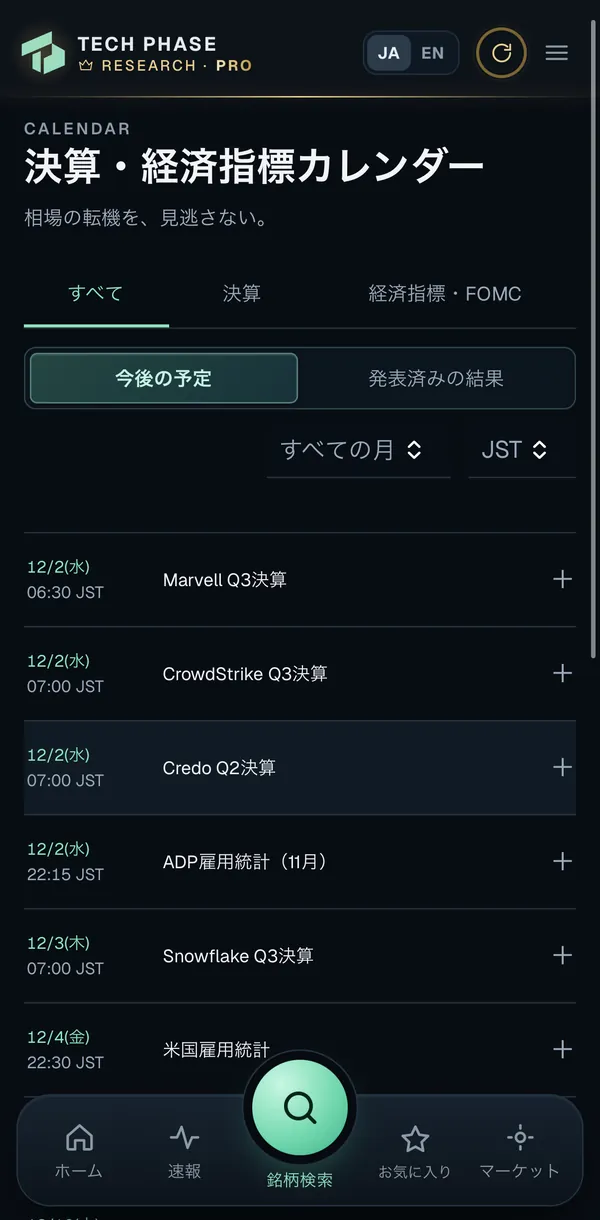 TECH PHASE
RESEARCH · PRO
JA EN
CALENDAR
決算・経済指標カレンダー
相場の転機を、見逃さない。
すべて 決算 経済指標・FOMC
今後の予定 発表済みの結果
すべての月 JST
12/2(水)
06:30 JST
Marvell Q3決算
12/2(水)
07:00 JST
CrowdStrike Q3決算
12/2(水)
07:00 JST
Credo Q2決算
12/2(水)
22:15 JST
ADP雇用統計（11月）
12/3(木)
07:00 JST
Snowflake Q3決算
12/4(金)
22:30 JST
米国雇用統計
ホーム 速報 銘柄検索 お気に入り マーケット